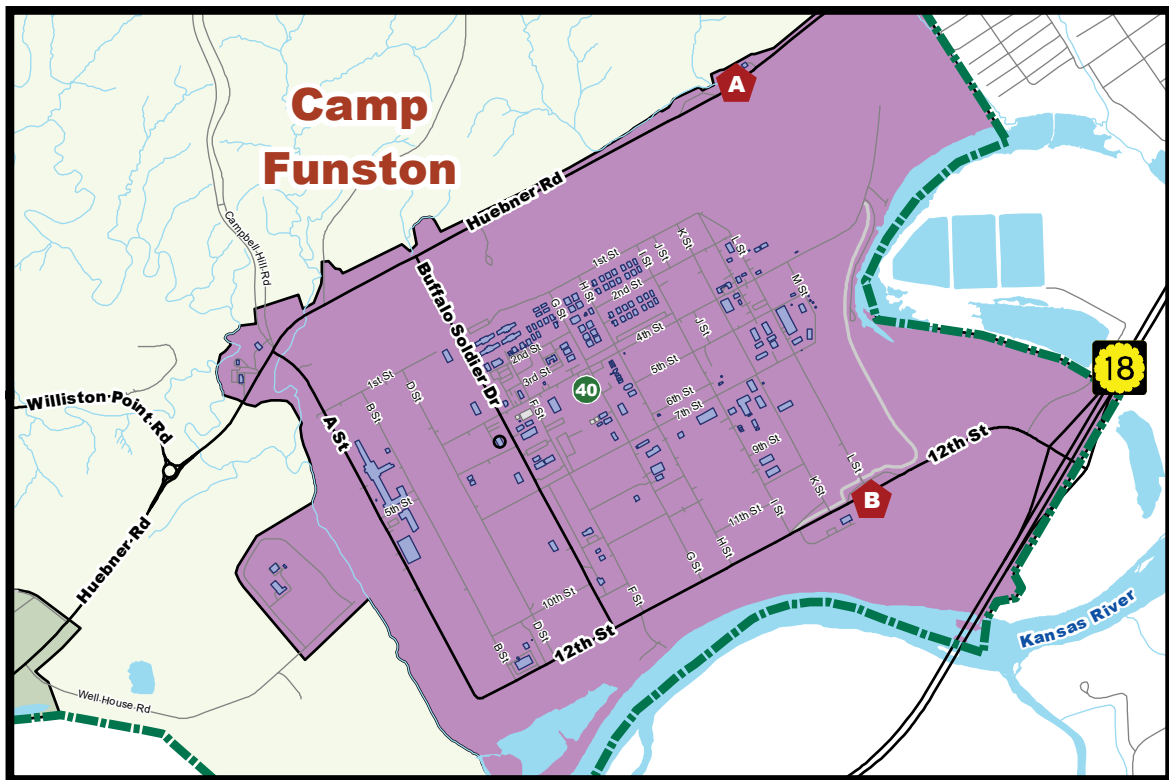 A
Camp
Funston
Huebner Rd
Campbell Hill Rd
K St
L St
J St
1st St
I St
Buffalo Soldier Dr
H St
M St
2nd St
G St
J St
4th St
18
2nd St
5th St
1st St
3rd St
D St
40
6th St
Williston Point Rd
B St
F St
7th St
A St
12th St
9th St
L St
K St
B
5th St
I St
11th St
Huebner Rd
H St
G St
10th St
F St
Kansas River
D St
12th St
B St
Well House Rd